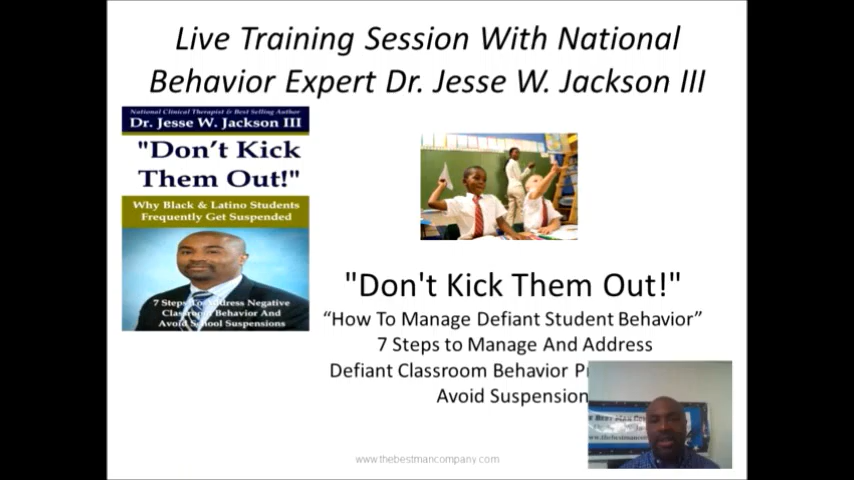 Live Training Session With National
Behavior Expert Dr. Jesse W. Jackson III
National Clinical Therapist & Best Selling Author
Dr. Jesse W. Jackson III
"Don't Kick
Them Out!"
Why Black & Latino Students
Frequently Get Suspended
7 Steps To Address Negative
Classroom Behavior And
Avoid School Suspensions
"Don't Kick Them Out!"
“How To Manage Defiant Student Behavior”
7 Steps to Manage And Address
Defiant Classroom Behavior
Avoid Suspension
www.thebestmancompany.com